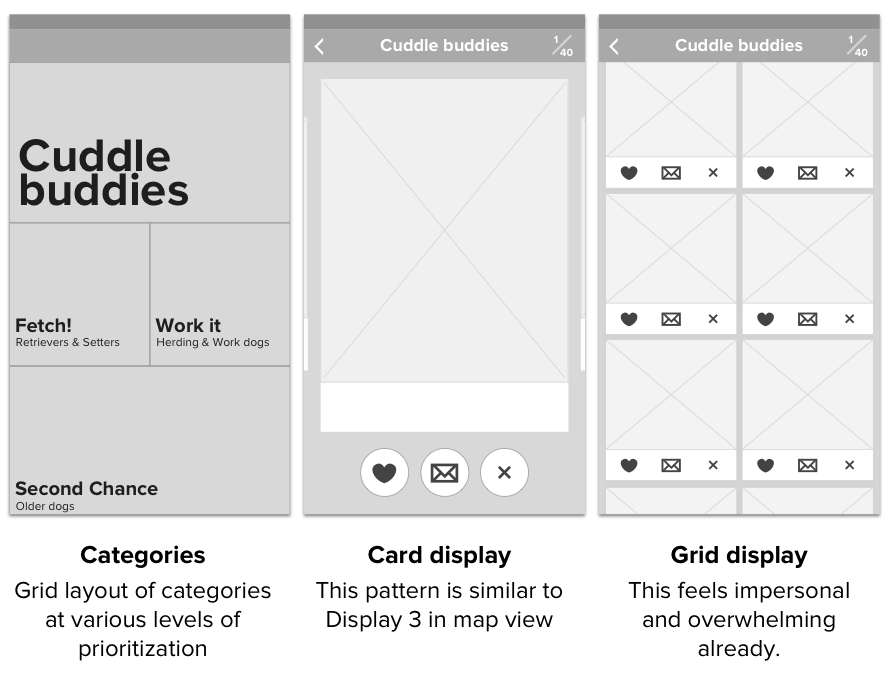 Cuddle
buddies
Fetch!
Retrievers & Setters
Work it
Herding & Work dogs
Second Chance
Older dogs
Cuddle buddies
1/40
Cuddle buddies
1/40
Categories
Grid layout of categories
at various levels of
prioritization
Card display
This pattern is similar to
Display 3 in map view
Grid display
This feels impersonal
and overwhelming
already.